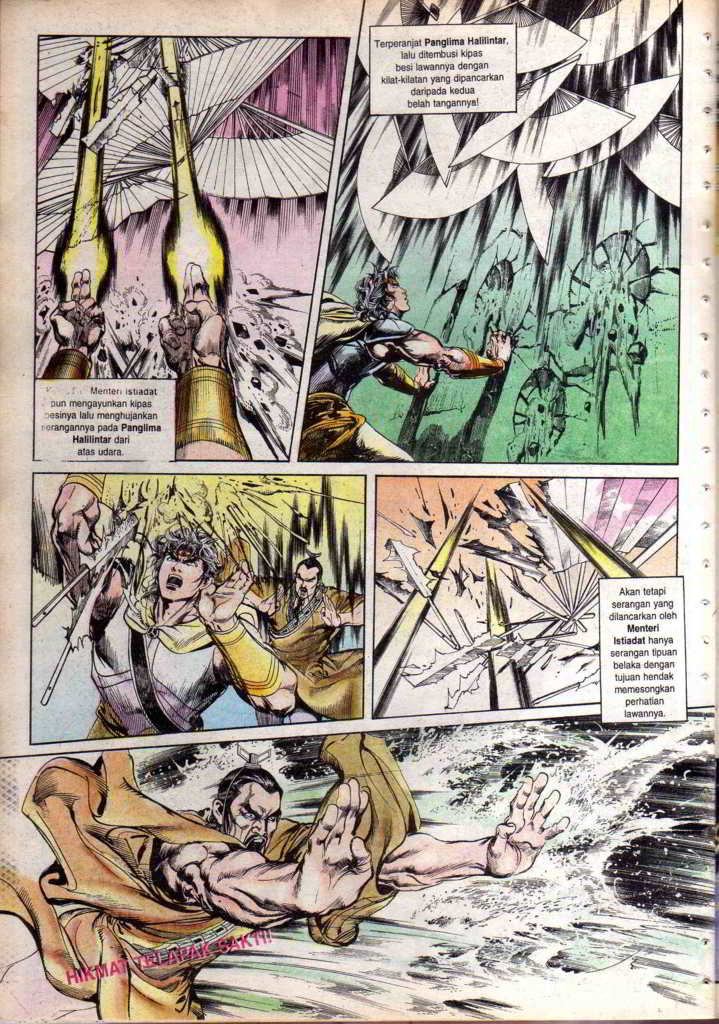 Terperanjat Panglima Halilintar,
lalu ditembusi kipas
besi lawannya dengan
kilat-kilatan yang dipancarkan
daripada kedua
belah tangannya!
Menteri Istiadat
pun mengayunkan kipas
besinya lalu menghujankan
serangannya pada Panglima
Halilintar dari
atas udara.
Akan tetapi
serangan yang
dilancarkan oleh
Menteri
Istiadat hanya
serangan tipuan
belaka dengan
tujuan hendak
memesongkan
perhatian
lawannya.
HIKMAT TELAPAK SAKTI!